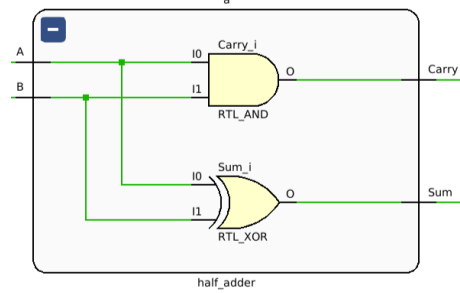 A
B
Carry_i
I0
I1
O
RTL_AND
Carry
Sum_i
I0
I1
O
RTL_XOR
Sum
half_adder